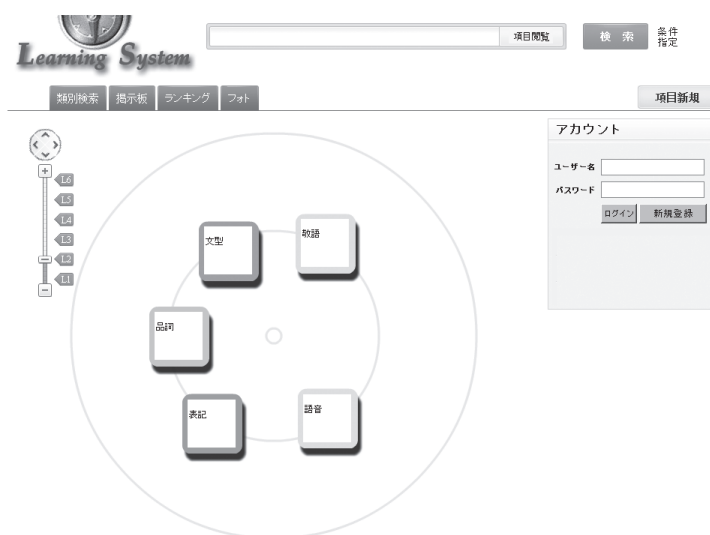 Learning System
項目閲覧
検 索
条件
指定
類別検索
掲示板
ランキング
フォト
項目新規
アカウント
ユーザー名
パスワード
ログイン
新規登録
L6
L5
L4
L3
L2
L1
文型
敬語
品詞
表記
語音